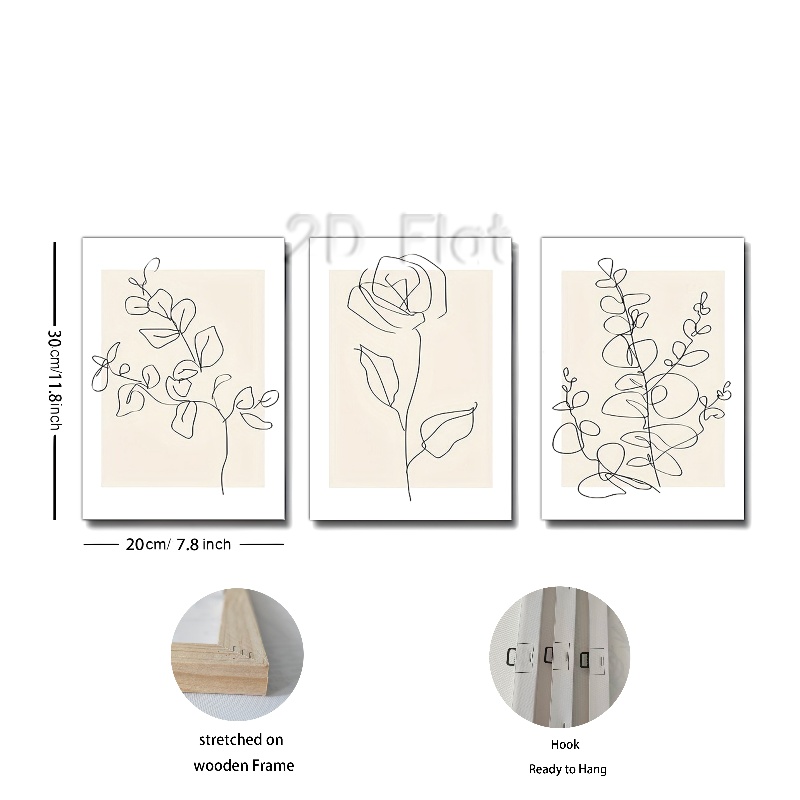 2D Flat
30cm/11.8inch
20cm/ 7.8 inch
stretched on
wooden Frame
Hook
Ready to Hang